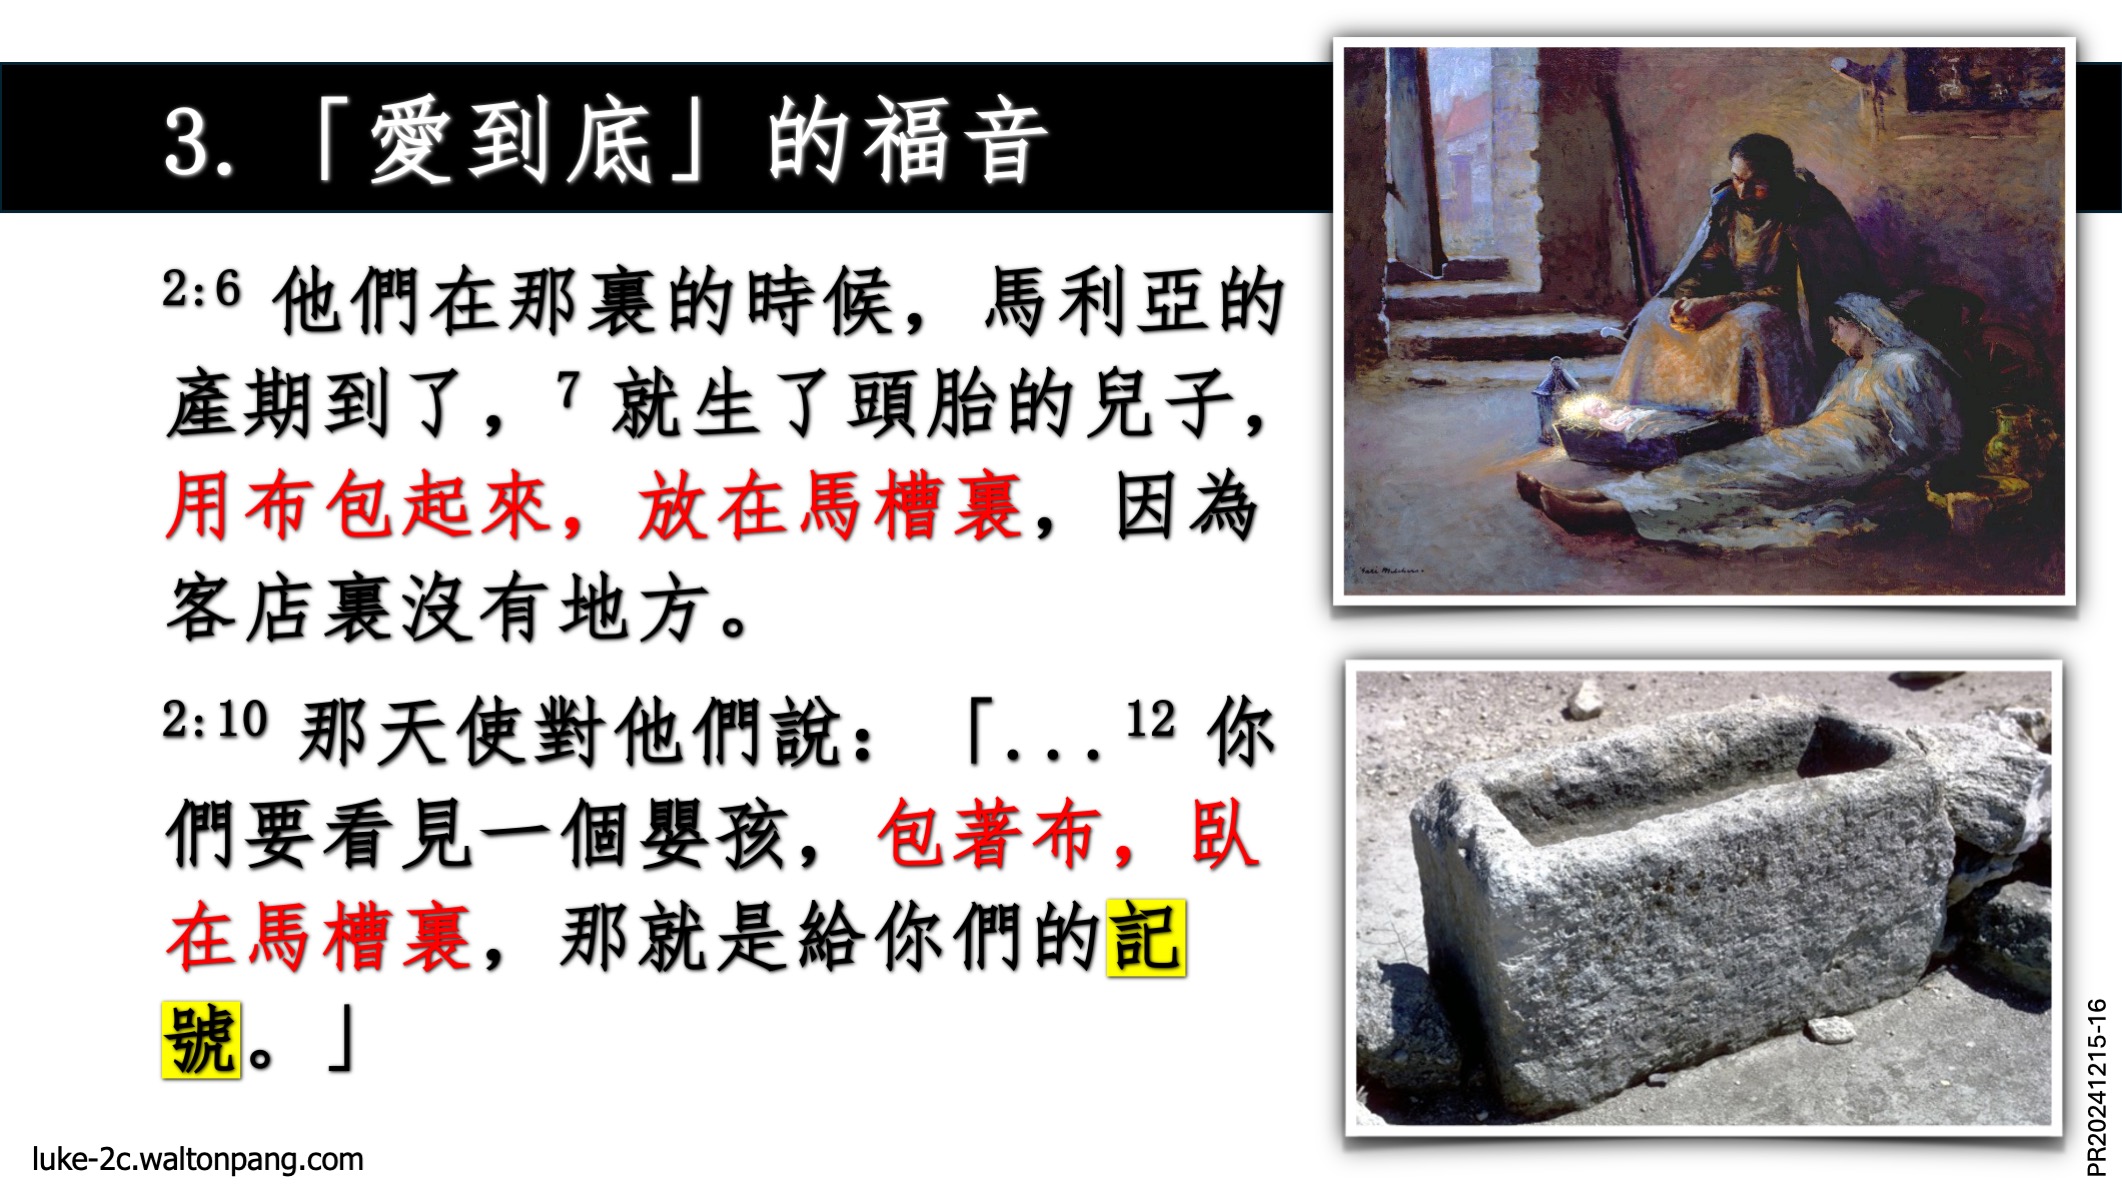 3. 「愛到底」的福音
2:6 他們在那裏的時候，馬利亞的
產期到了，7 就生了頭胎的兒子，
用布包起來，放在馬槽裏，因為
客店裏沒有地方。
2:10 那天使對他們說：「...12 你
們要看見一個嬰孩，包著布，臥
在馬槽裏，那就是給你們的記
號。」
luke-2c.waltonpang.com
PR20241215-16